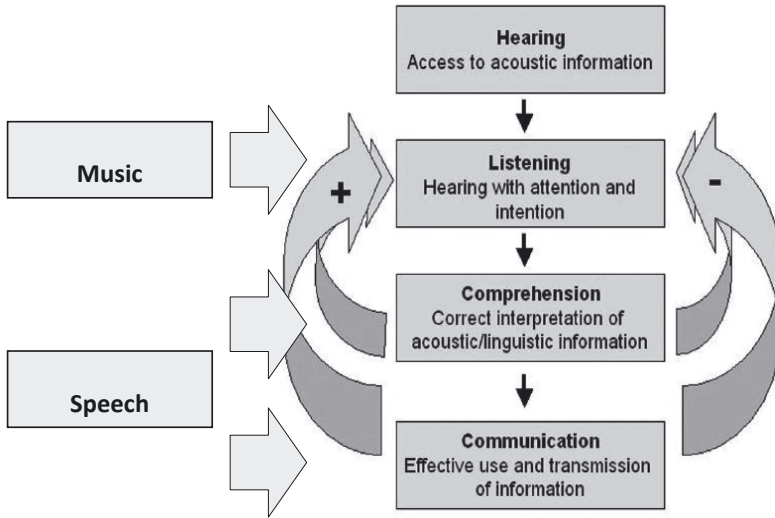 Hearing
Access to acoustic information
Music
Listening
Hearing with attention and
intention
+
-
Comprehension
Correct interpretation of
acoustic/linguistic information
Speech
Communication
Effective use and transmission
of information